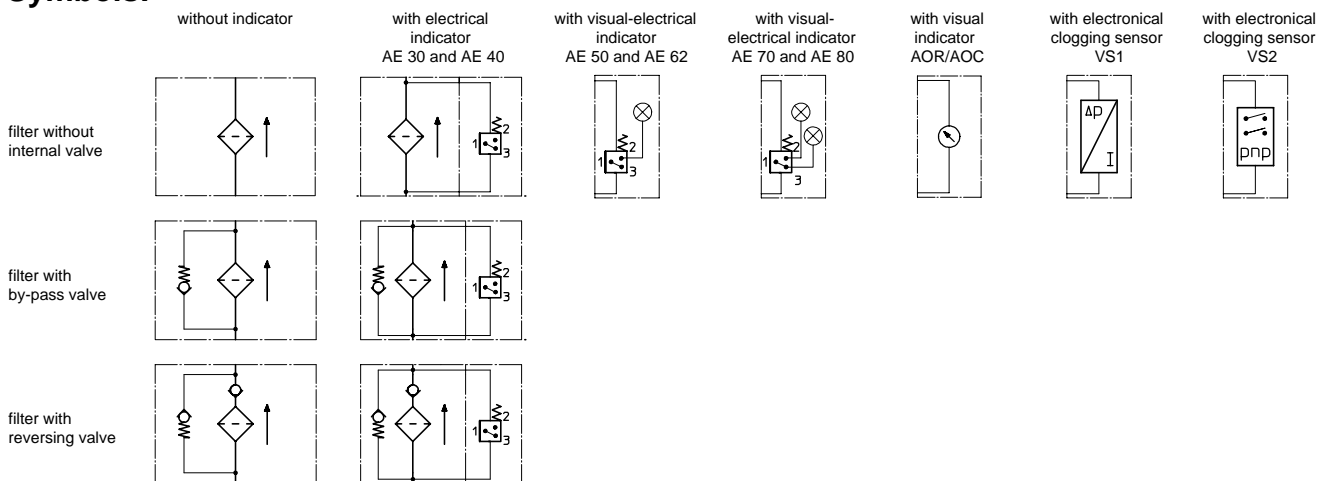 Symbols:
without indicator
with electrical
indicator
AE 30 and AE 40
with visual-electrical
indicator
AE 50 and AE 62
with visual-
electrical indicator
AE 70 and AE 80
with visual
indicator
AOR/AOC
with electronical
clogging sensor
VS1
with electronical
clogging sensor
VS2
filter without
internal valve
1
2
3
1
2
3
1
2
3
Δp
I
pnp
filter with
by-pass valve
1
2
3
filter with
reversing valve
1
2
3